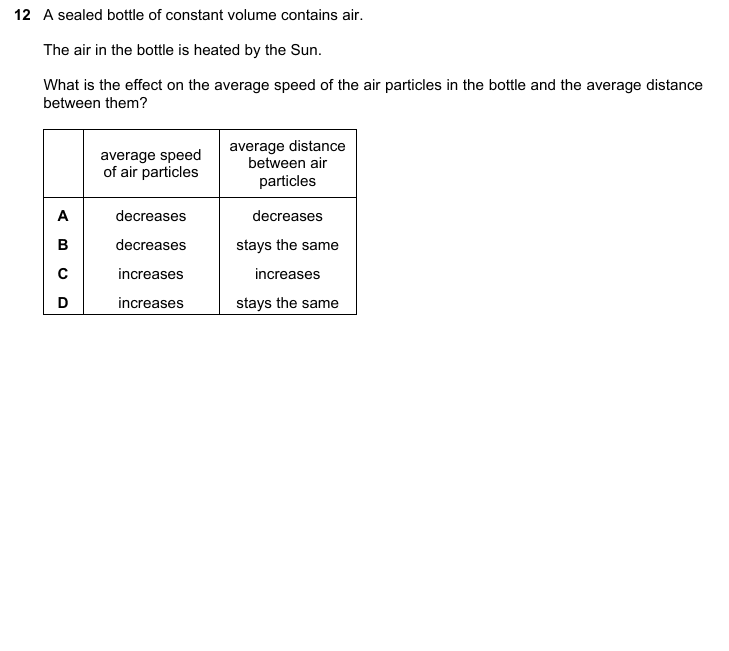 12 A sealed bottle of constant volume contains air.
The air in the bottle is heated by the Sun.
What is the effect on the average speed of the air particles in the bottle and the average distance
between them?
average speed
of air particles
average distance
between air
particles
A decreases decreases
B decreases stays the same
C increases increases
D increases stays the same